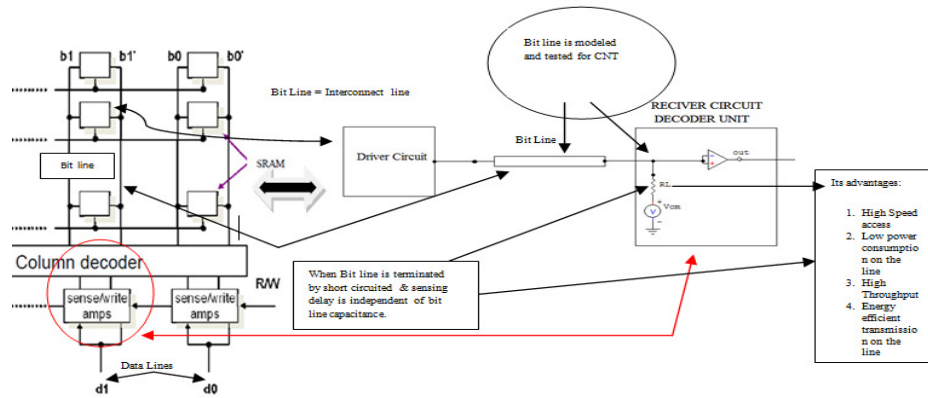 b1 b1' b0 b0'
Bit line is modeled
and tested for CNT
Bit Line = Interconnect line
RECIVER CIRCUIT
DECODER UNIT
Bit Line
Driver Circuit
out
Bit line
SRAM
RL
Vcm
V
Its advantages:
1. High Speed
access
2. Low power
consumptio
n on the
line
3. High
Throughput
4. Energy
efficient
transmissio
n on the
line
Column decoder
R/W
When Bit line is terminated
by short circuited & sensing
delay is independent of bit
line capacitance.
sense/write
amps
sense/write
amps
Data Lines
d1 d0